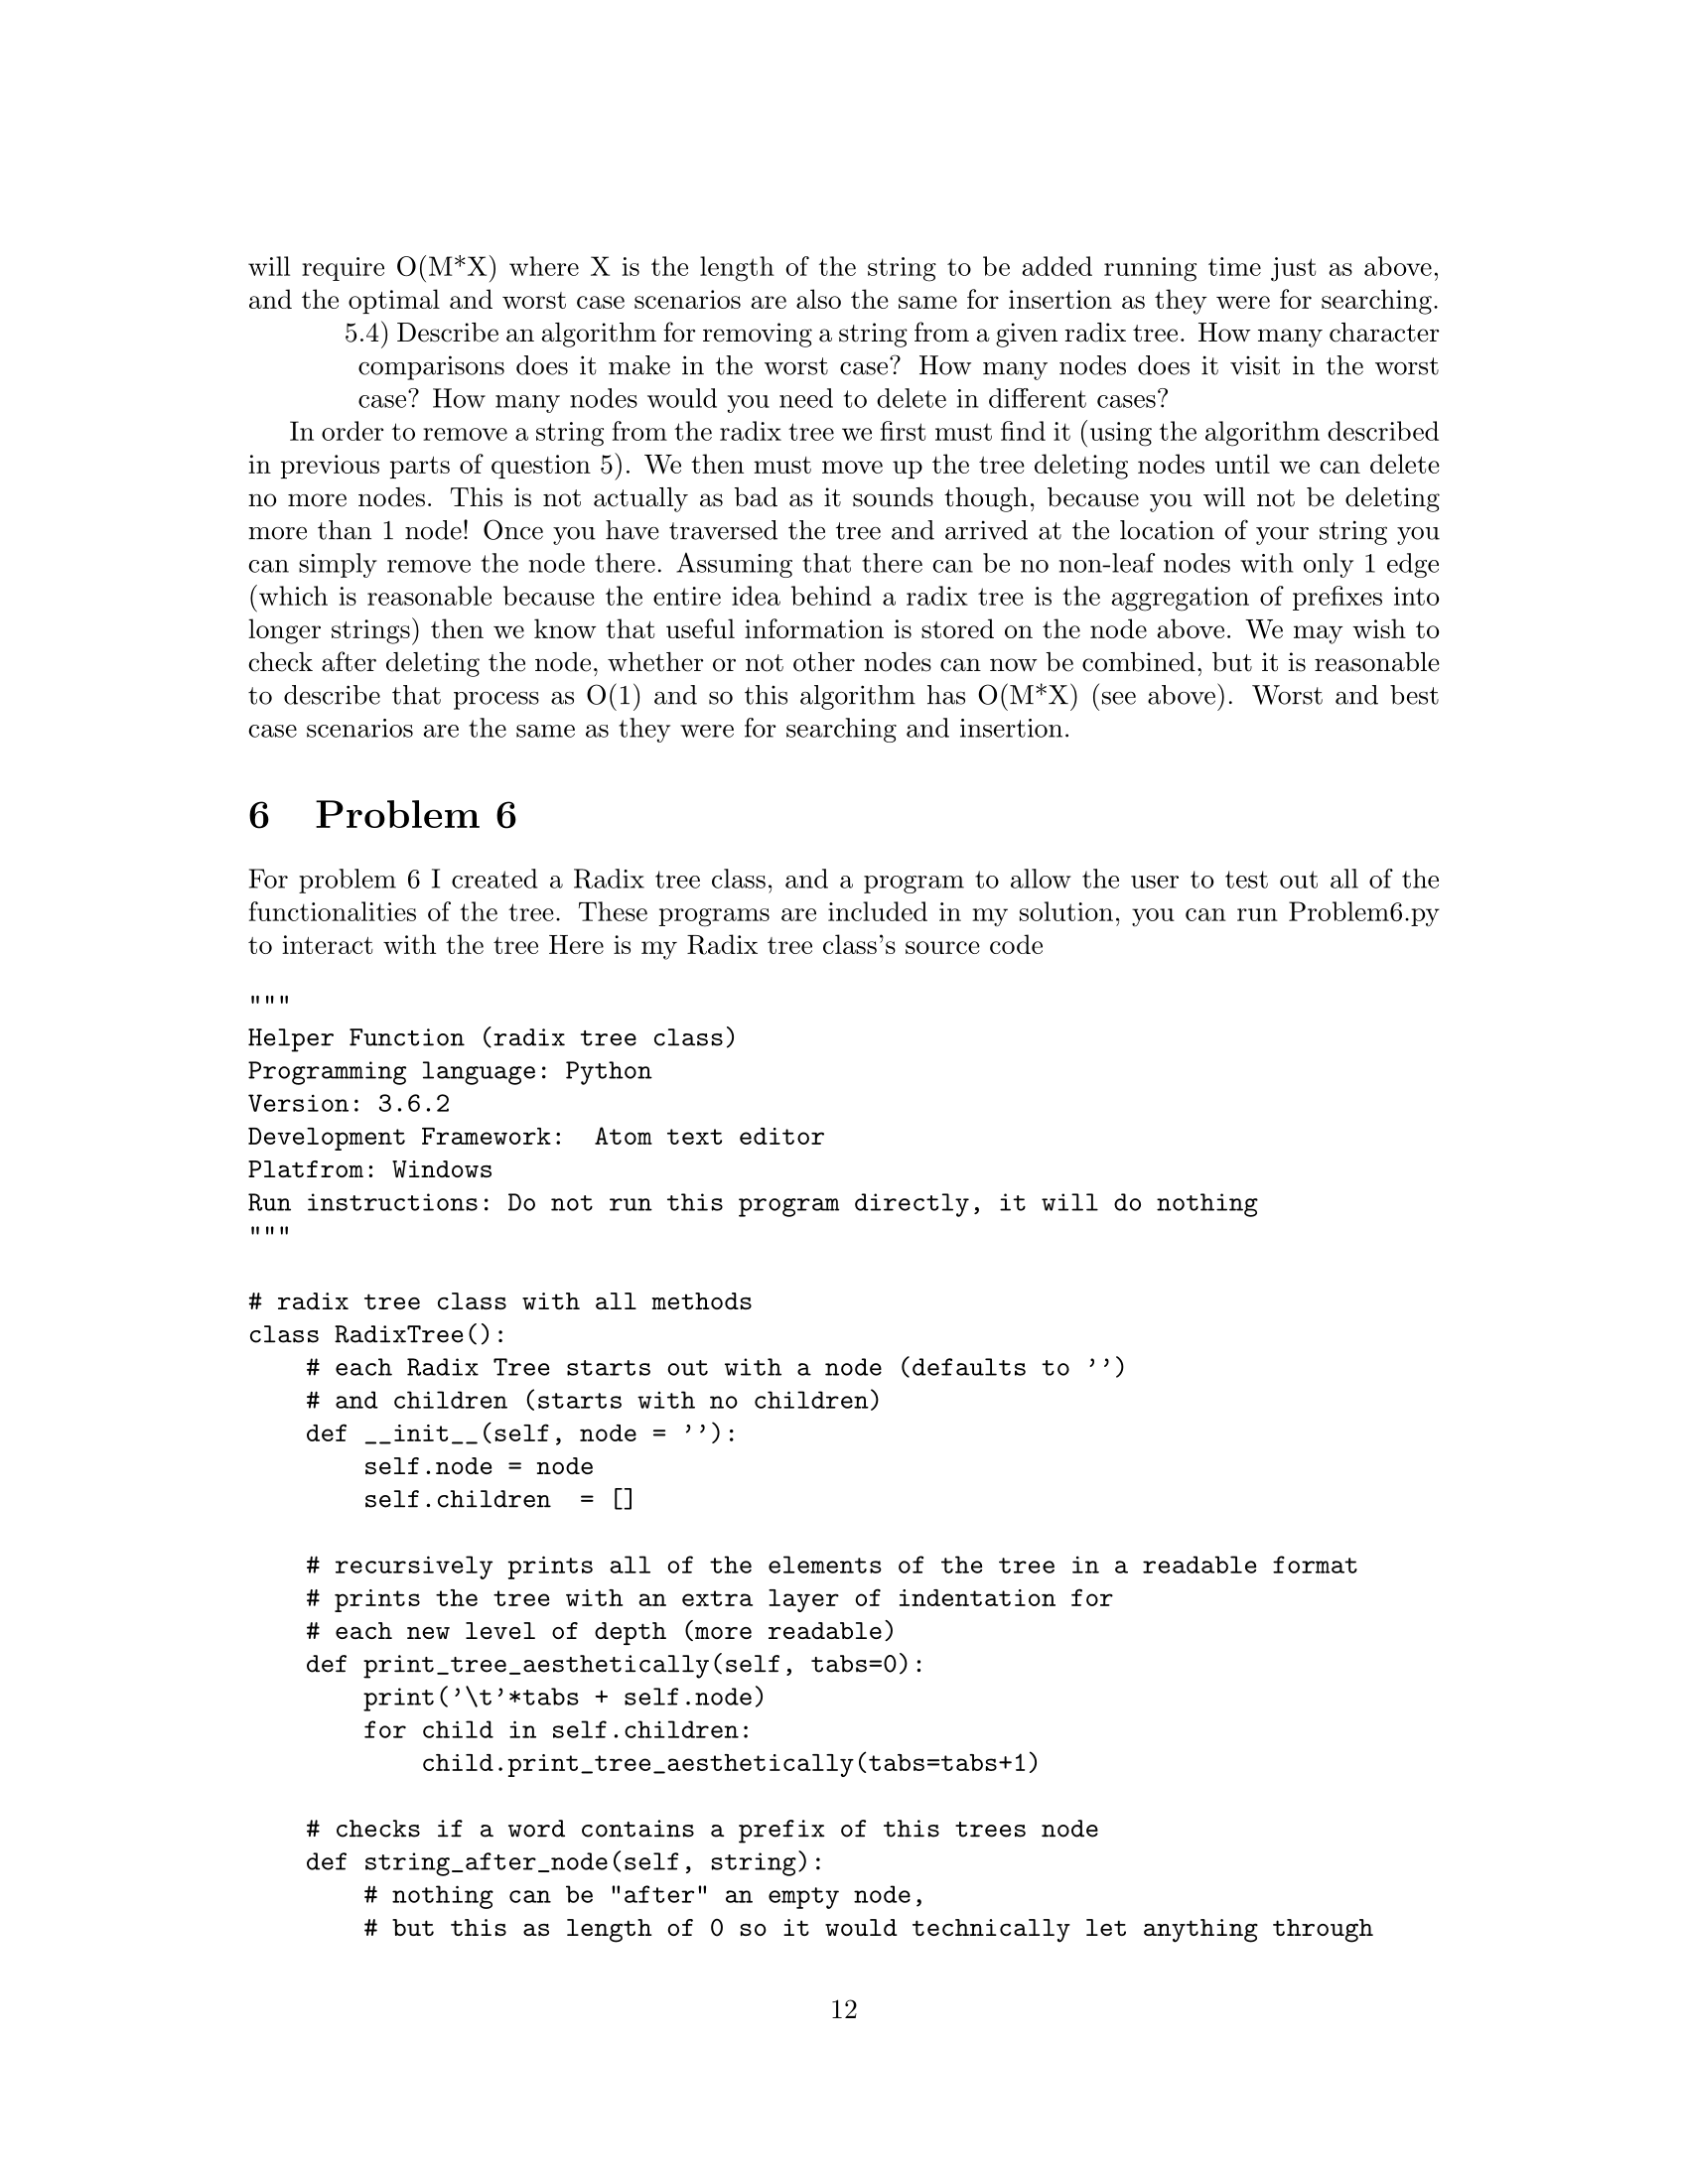 will require O(M*X) where X is the length of the string to be added running time just as above,
and the optimal and worst case scenarios are also the same for insertion as they were for searching.
5.4) Describe an algorithm for removing a string from a given radix tree. How many character
comparisons does it make in the worst case? How many nodes does it visit in the worst
case? How many nodes would you need to delete in different cases?
In order to remove a string from the radix tree we first must find it (using the algorithm described
in previous parts of question 5). We then must move up the tree deleting nodes until we can delete
no more nodes. This is not actually as bad as it sounds though, because you will not be deleting
more than 1 node! Once you have traversed the tree and arrived at the location of your string you
can simply remove the node there. Assuming that there can be no non-leaf nodes with only 1 edge
(which is reasonable because the entire idea behind a radix tree is the aggregation of prefixes into
longer strings) then we know that useful information is stored on the node above. We may wish to
check after deleting the node, whether or not other nodes can now be combined, but it is reasonable
to describe that process as O(1) and so this algorithm has O(M*X) (see above). Worst and best
case scenarios are the same as they were for searching and insertion.
6 Problem 6
For problem 6 I created a Radix tree class, and a program to allow the user to test out all of the
functionalities of the tree. These programs are included in my solution, you can run Problem6.py
to interact with the tree Here is my Radix tree class's source code
"""
Helper Function (radix tree class)
Programming language: Python
Version: 3.6.2
Development Framework:  Atom text editor
Platfrom: Windows
Run instructions: Do not run this program directly, it will do nothing
"""
# radix tree class with all methods
class RadixTree():
    # each Radix Tree starts out with a node (defaults to '')
    # and children (starts with no children)
    def __init__(self, node = ''):
        self.node = node
        self.children  = []
    # recursively prints all of the elements of the tree in a readable format
    # prints the tree with an extra layer of indentation for
    # each new level of depth (more readable)
    def print_tree_aesthetically(self, tabs=0):
        print('\t'*tabs + self.node)
        for child in self.children:
            child.print_tree_aesthetically(tabs=tabs+1)
    # checks if a word contains a prefix of this trees node
    def string_after_node(self, string):
        # nothing can be "after" an empty node,
        # but this as length of 0 so it would technically let anything through
12